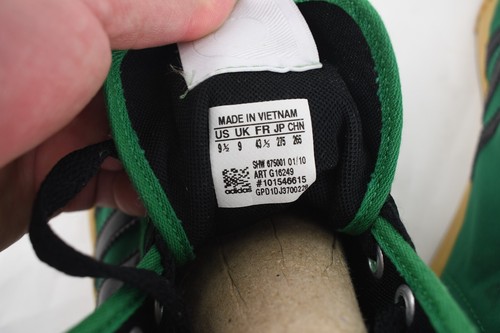 MADE IN VIETNAM
US UK FR JP CHN
9½ 9 43⅓ 275 265
SHW 675001 01/10
ART G16249
#101546615
adidas GPD1DJ3700228